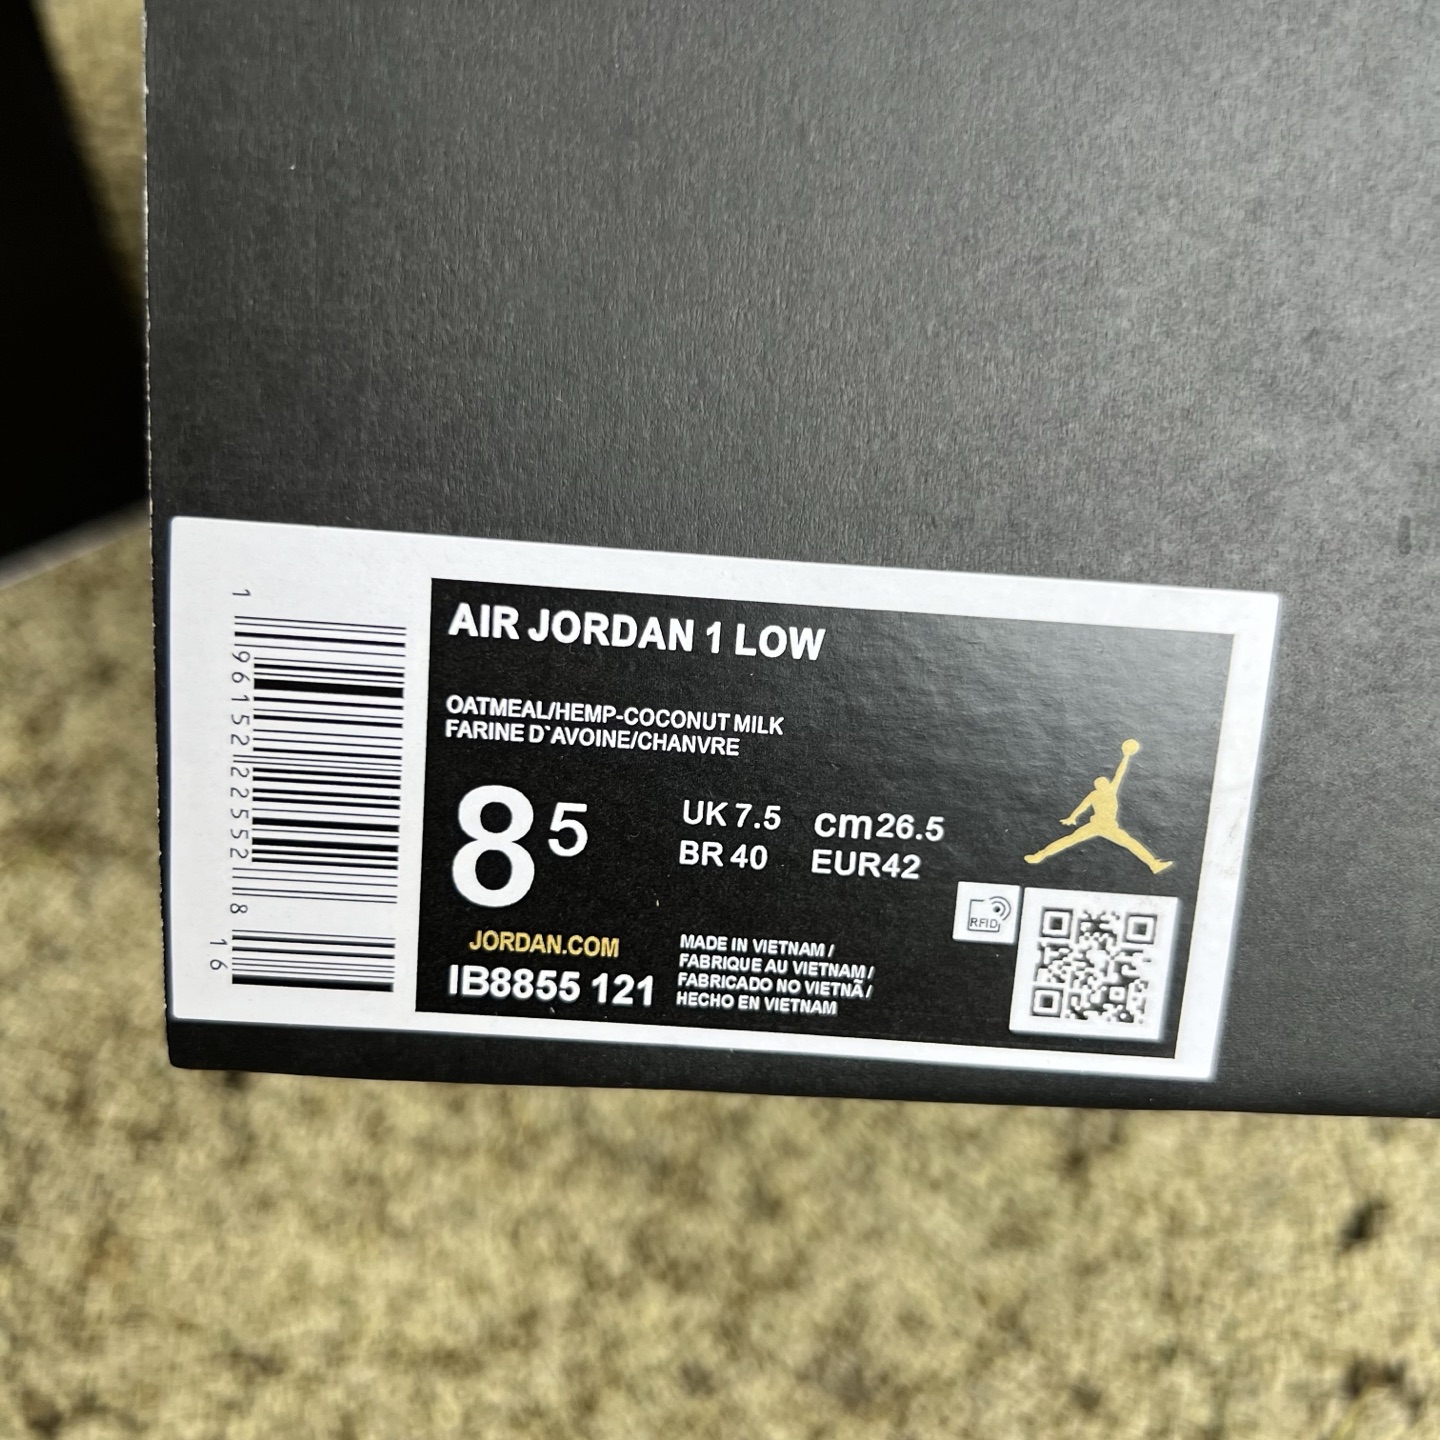 AIR JORDAN 1 LOW
OATMEAL/HEMP-COCONUT MILK
FARINE D`AVOINE/CHANVRE
8 5
UK 7.5 cm 26.5
BR 40 EUR 42
JORDAN.COM
IB8855 121
MADE IN VIETNAM /
FABRIQUE AU VIETNAM /
FABRICADO NO VIETNÃ /
HECHO EN VIETNAM
RFID
1 96152 22552 8
16